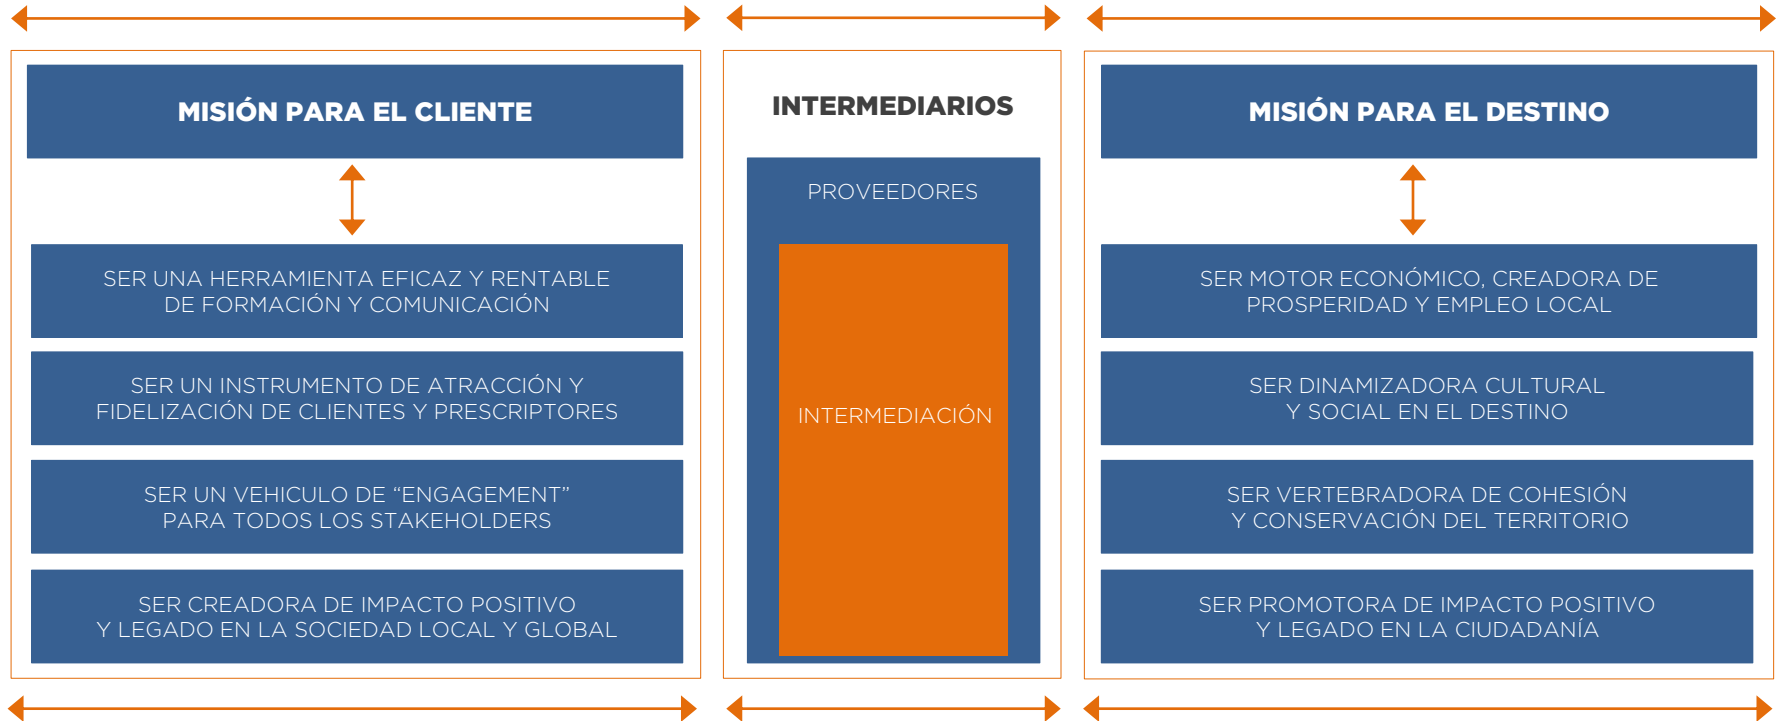 MISIÓN PARA EL CLIENTE
SER UNA HERRAMIENTA EFICAZ Y RENTABLE
DE FORMACIÓN Y COMUNICACIÓN
SER UN INSTRUMENTO DE ATRACCIÓN Y
FIDELIZACIÓN DE CLIENTES Y PRESCRIPTORES
SER UN VEHICULO DE “ENGAGEMENT”
PARA TODOS LOS STAKEHOLDERS
SER CREADORA DE IMPACTO POSITIVO
Y LEGADO EN LA SOCIEDAD LOCAL Y GLOBAL
INTERMEDIARIOS
PROVEEDORES
INTERMEDIACIÓN
MISIÓN PARA EL DESTINO
SER MOTOR ECONÓMICO, CREADORA DE
PROSPERIDAD Y EMPLEO LOCAL
SER DINAMIZADORA CULTURAL
Y SOCIAL EN EL DESTINO
SER VERTEBRADORA DE COHESIÓN
Y CONSERVACIÓN DEL TERRITORIO
SER PROMOTORA DE IMPACTO POSITIVO
Y LEGADO EN LA CIUDADANÍA